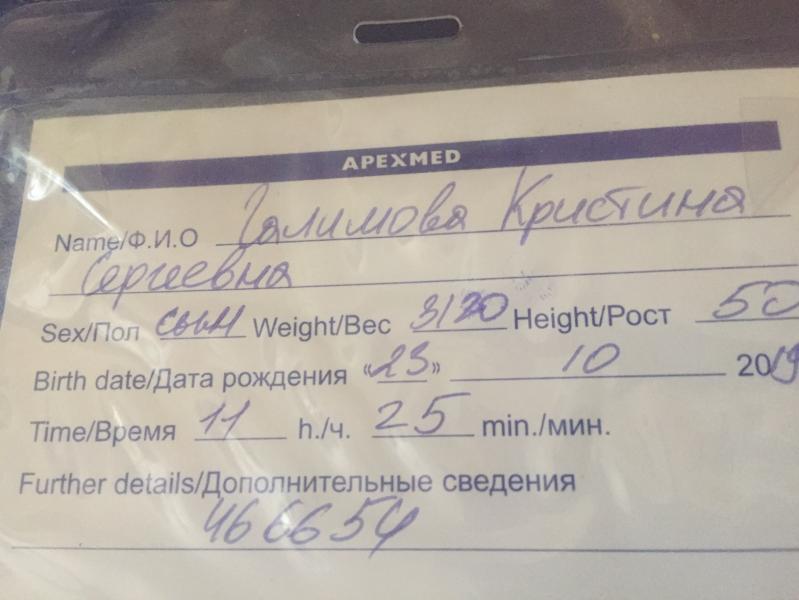 APEXMED
Name/Ф.И.О Галимова Кристина
Сергеевна
Sex/Пол сын Weight/Вес 3120 Height/Рост 50
Birth date/Дата рождения «23» 10 2019
Time/Время 11 h./ч. 25 min./мин.
Further details/Дополнительные сведения
466654